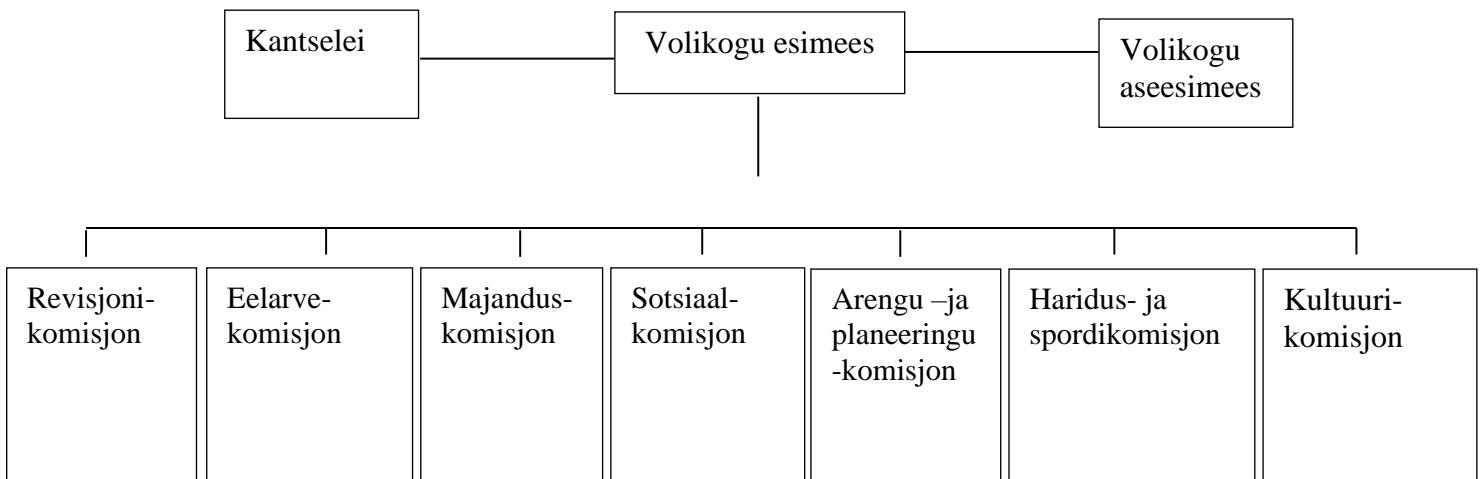 Kantselei
Volikogu esimees
Volikogu
aseesimees
Revisjoni-
komisjon
Eelarve-
komisjon
Majandus-
komisjon
Sotsiaal-
komisjon
Arengu –ja
planeeringu
-komisjon
Haridus- ja
spordikomisjon
Kultuuri-
komisjon